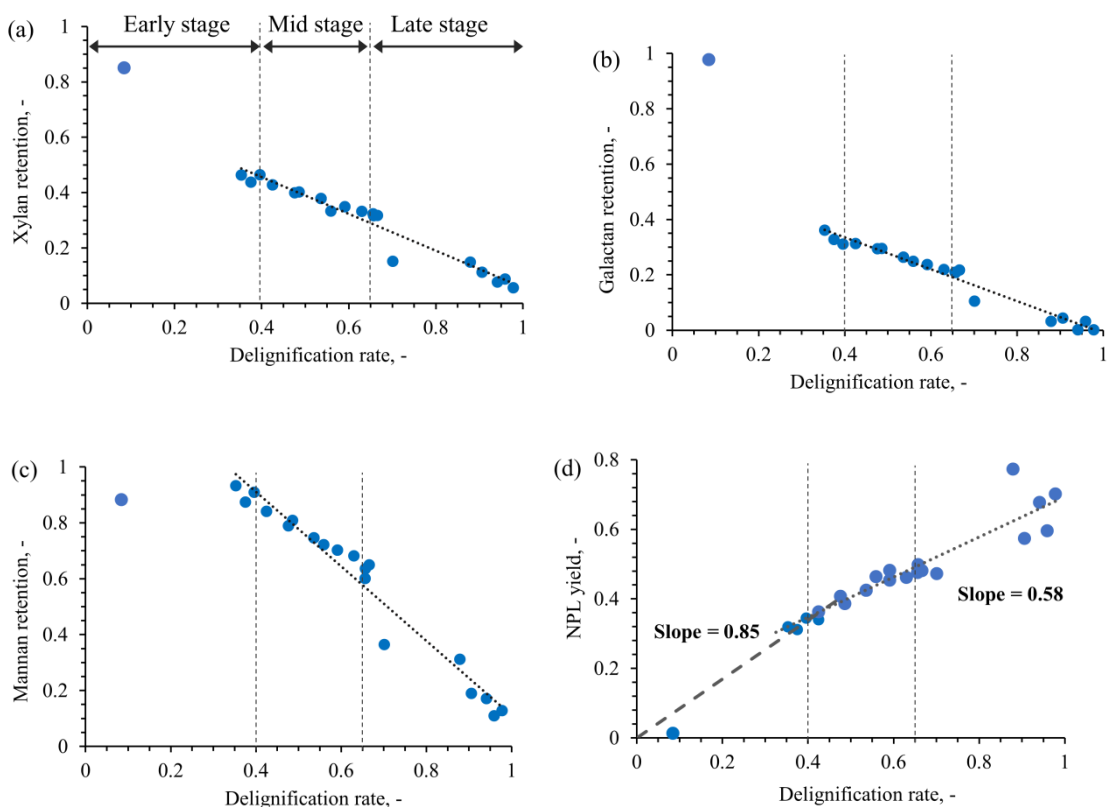 (a)
Early stage
Mid stage
Late stage
Xylan retention, -
1
0.8
0.6
0.4
0.2
0
0 0.2 0.4 0.6 0.8 1
Delignification rate, -
(b)
Galactan retention, -
1
0.8
0.6
0.4
0.2
0
0 0.2 0.4 0.6 0.8 1
Delignification rate, -
(c)
Mannan retention, -
1
0.8
0.6
0.4
0.2
0
0 0.2 0.4 0.6 0.8 1
Delignification rate, -
(d)
NPL yield, -
0.8
0.6
0.4
0.2
0
Slope = 0.85
Slope = 0.58
0 0.2 0.4 0.6 0.8 1
Delignification rate, -